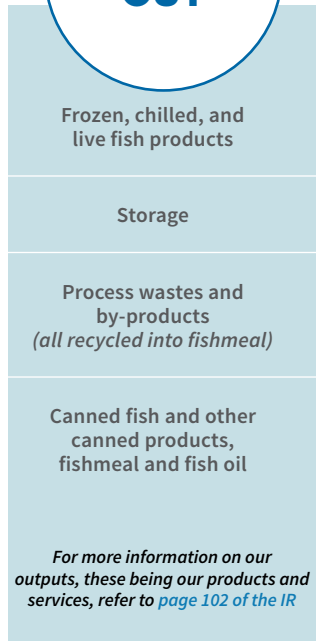 Frozen, chilled, and
live fish products
Storage
Process wastes and
by-products
(all recycled into fishmeal)
Canned fish and other
canned products,
fishmeal and fish oil
For more information on our
outputs, these being our products and
services, refer to page 102 of the IR